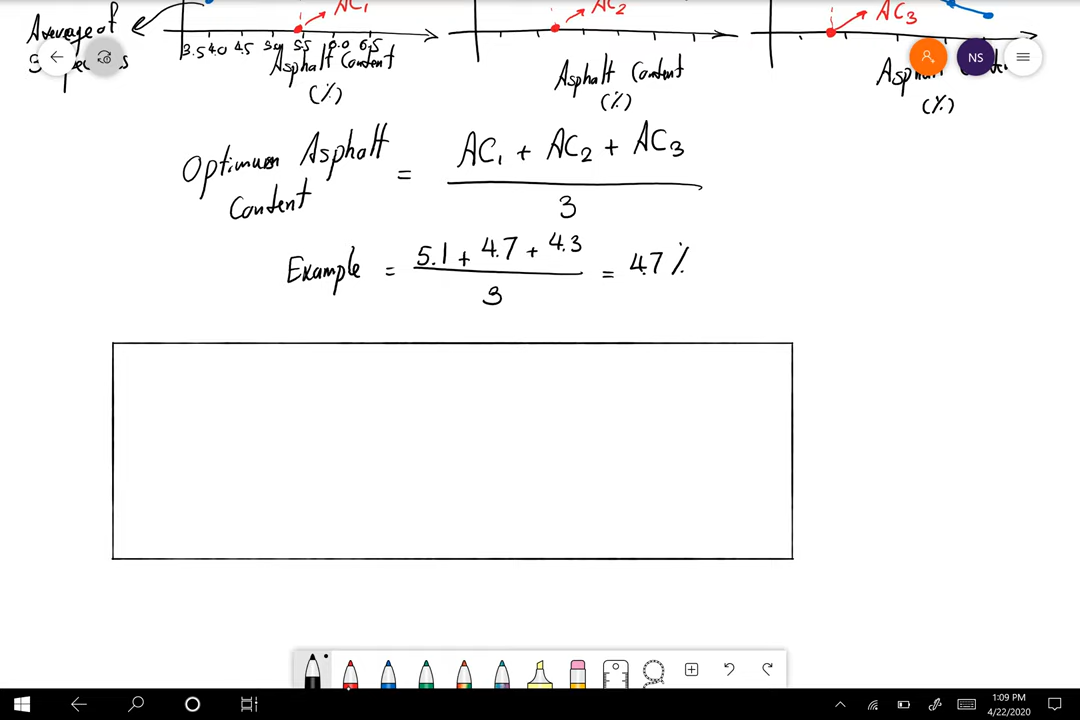 AC1
AC2
AC3
Average of
3.5 4.0 4.5 5.5 6.0 6.5
Asphalt Content
(%)
Asphalt Content
(%)
(%)
NS
Optimum Asphalt
Content
=
AC1 + AC2 + AC3
3
Example = 5.1 + 4.7 + 4.3
3
= 4.7 %
1:09 PM
4/22/2020